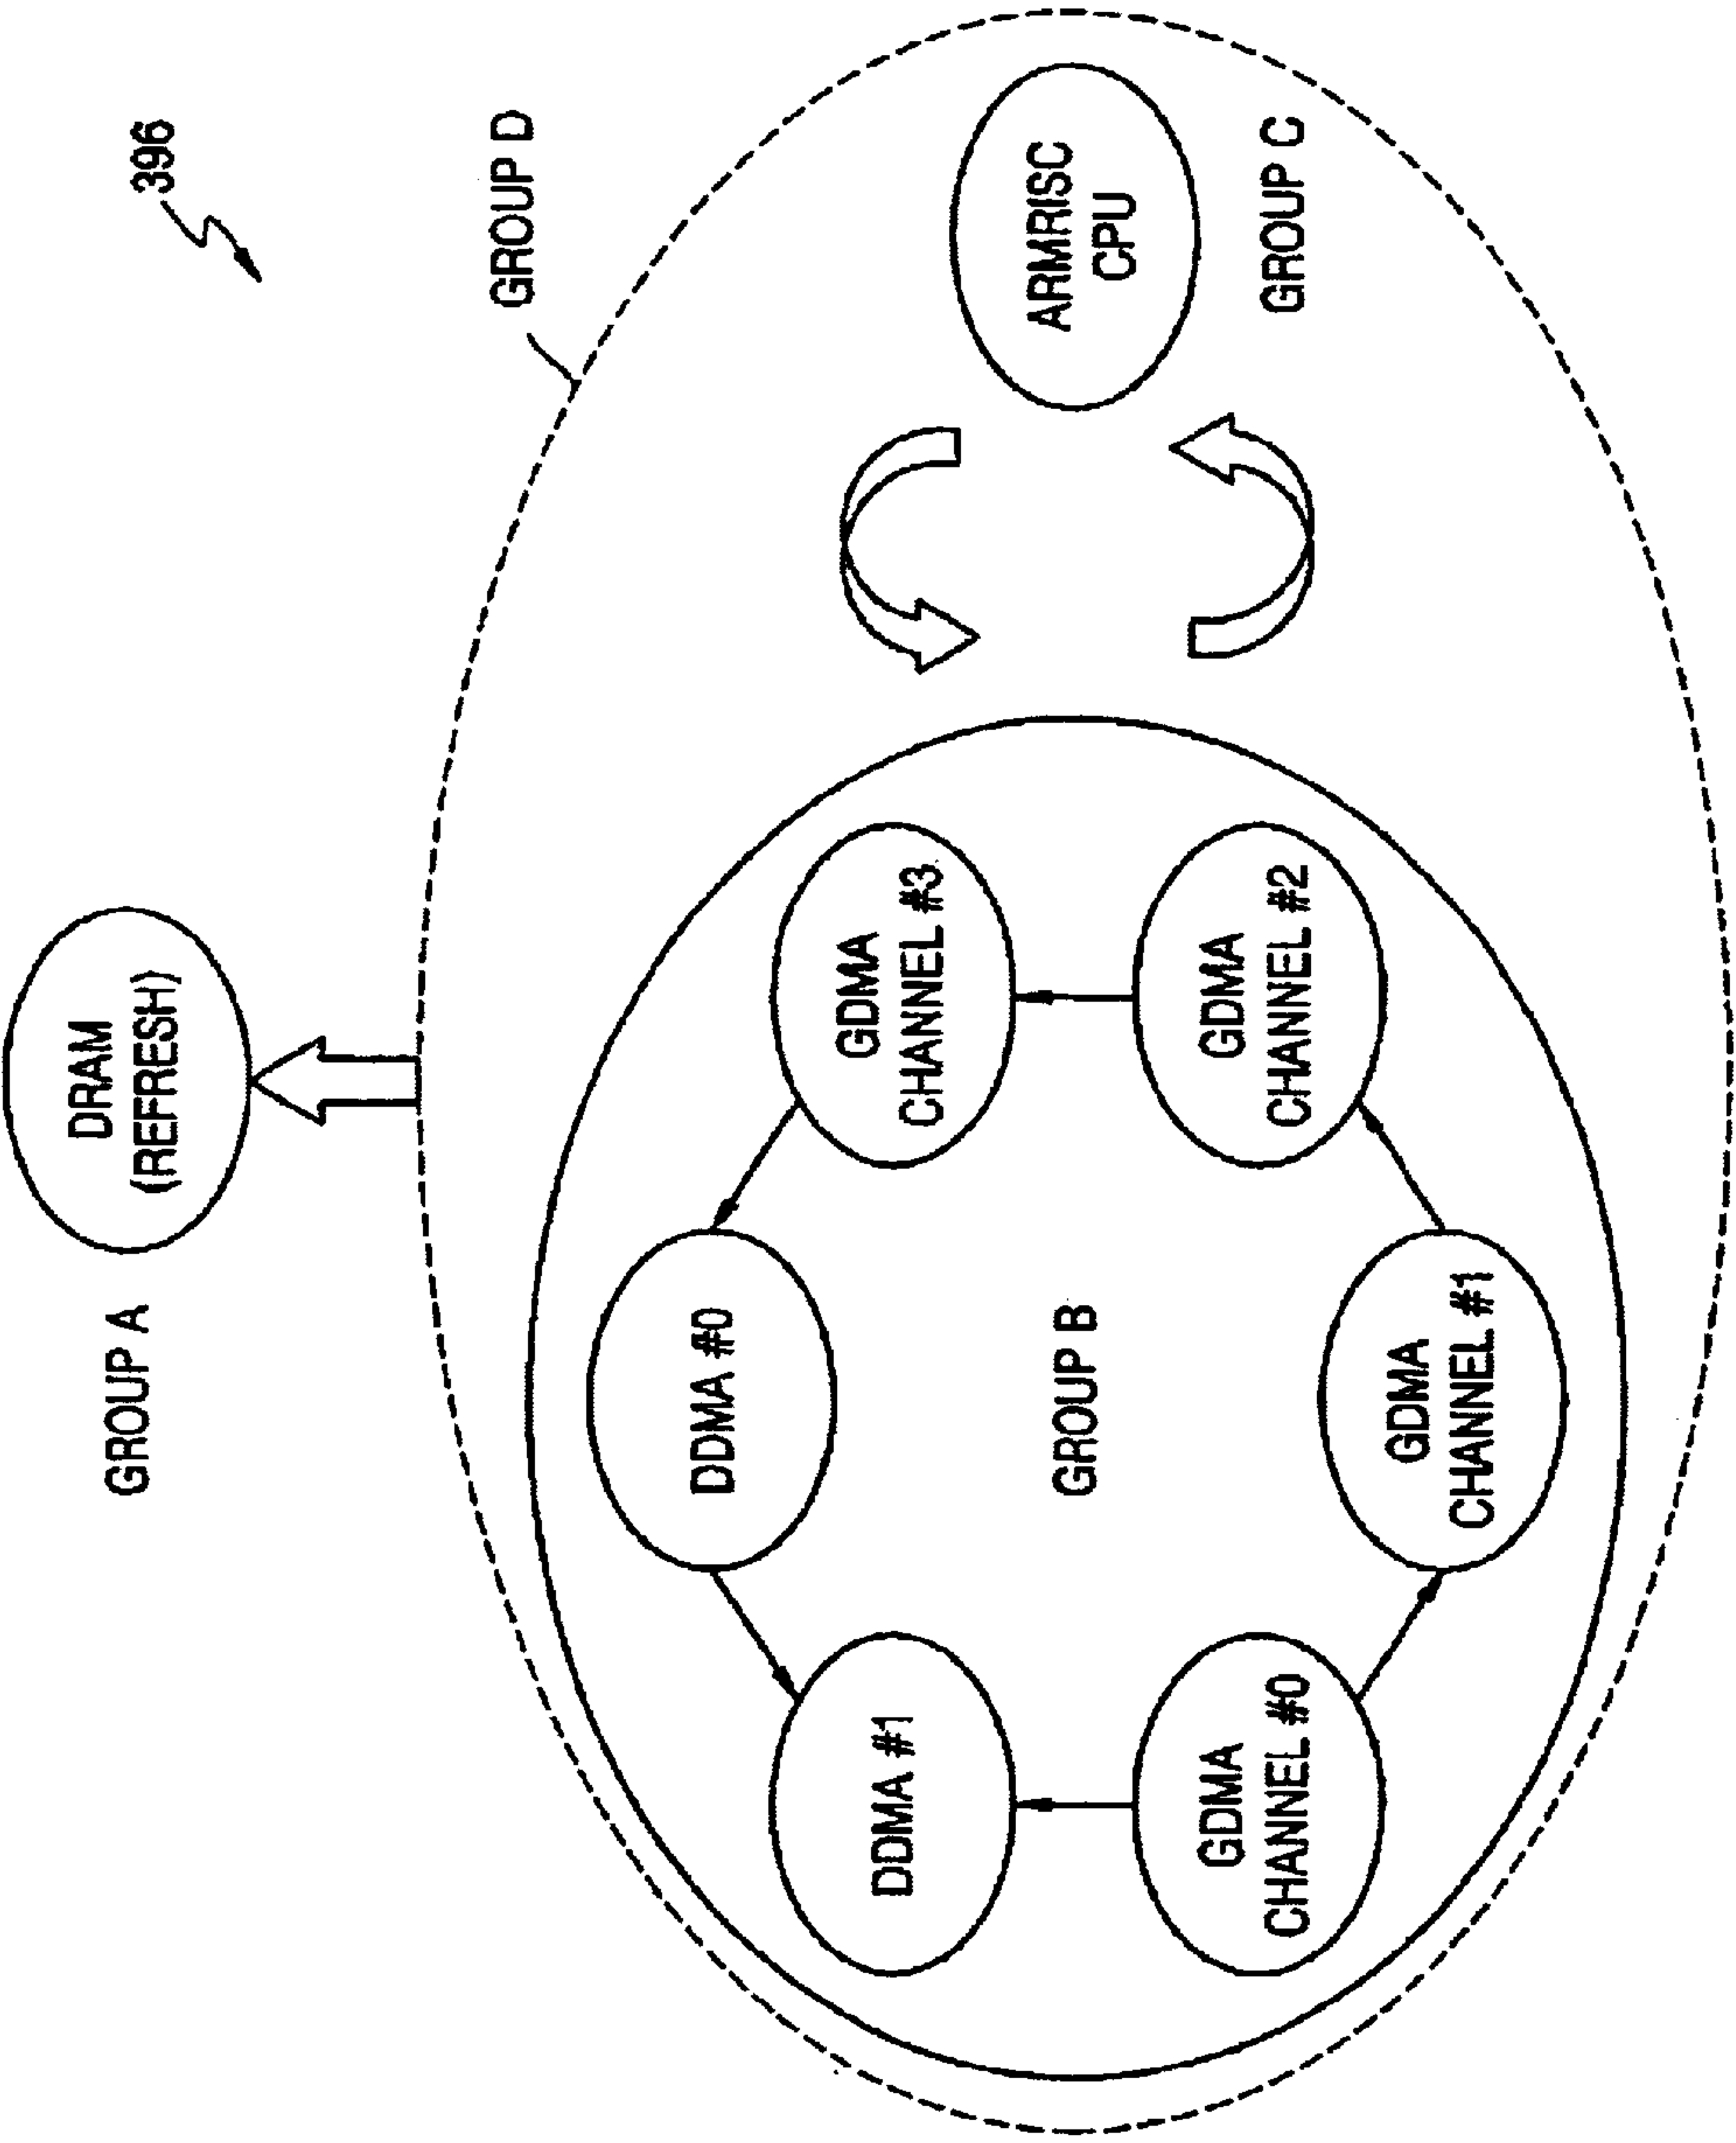 396
GROUP A
DRAM
(REFRESH)
GROUP D
DDMA #0
DDMA #1
GDMA
CHANNEL #3
GROUP B
ARMRISC
CPU
GDMA
CHANNEL #0
GDMA
CHANNEL #2
GROUP C
GDMA
CHANNEL #1